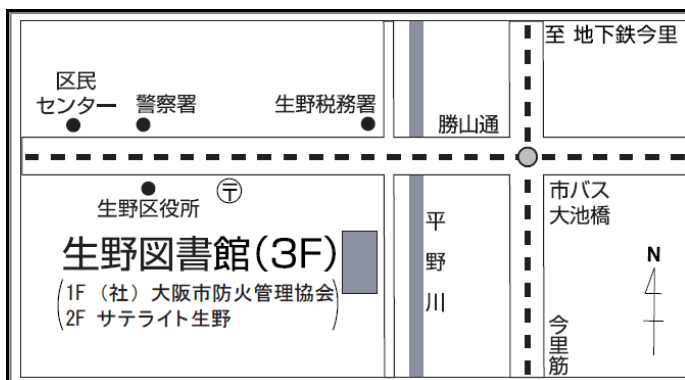 至 地下鉄今里
区民
センター
警察署
生野税務署
勝山通
〒
生野区役所
市バス
大池橋
平野川
生野図書館(3F)
1F (社) 大阪市防火管理協会
2F サテライト生野
N
今里筋